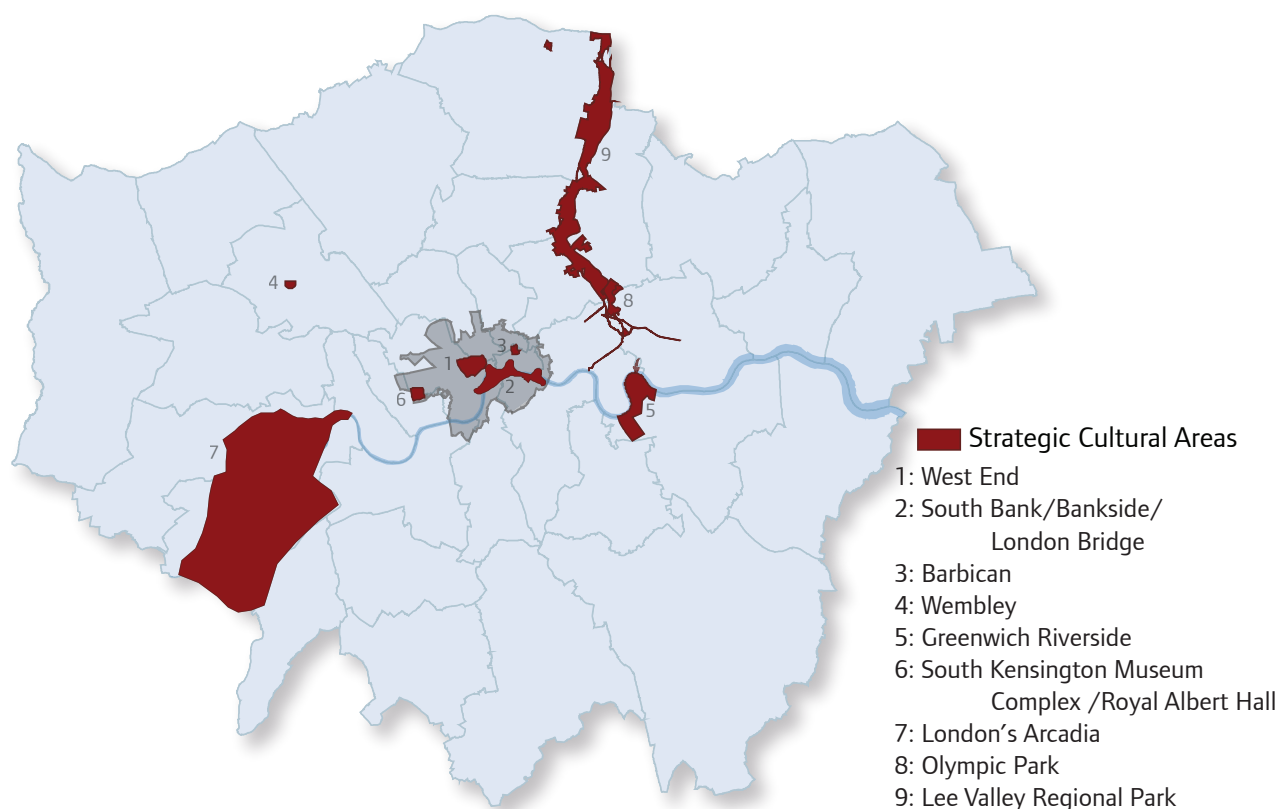 9
4
8
3
1
2
6
5
7
Strategic Cultural Areas
1: West End
2: South Bank/Bankside/
London Bridge
3: Barbican
4: Wembley
5: Greenwich Riverside
6: South Kensington Museum
Complex /Royal Albert Hall
7: London’s Arcadia
8: Olympic Park
9: Lee Valley Regional Park